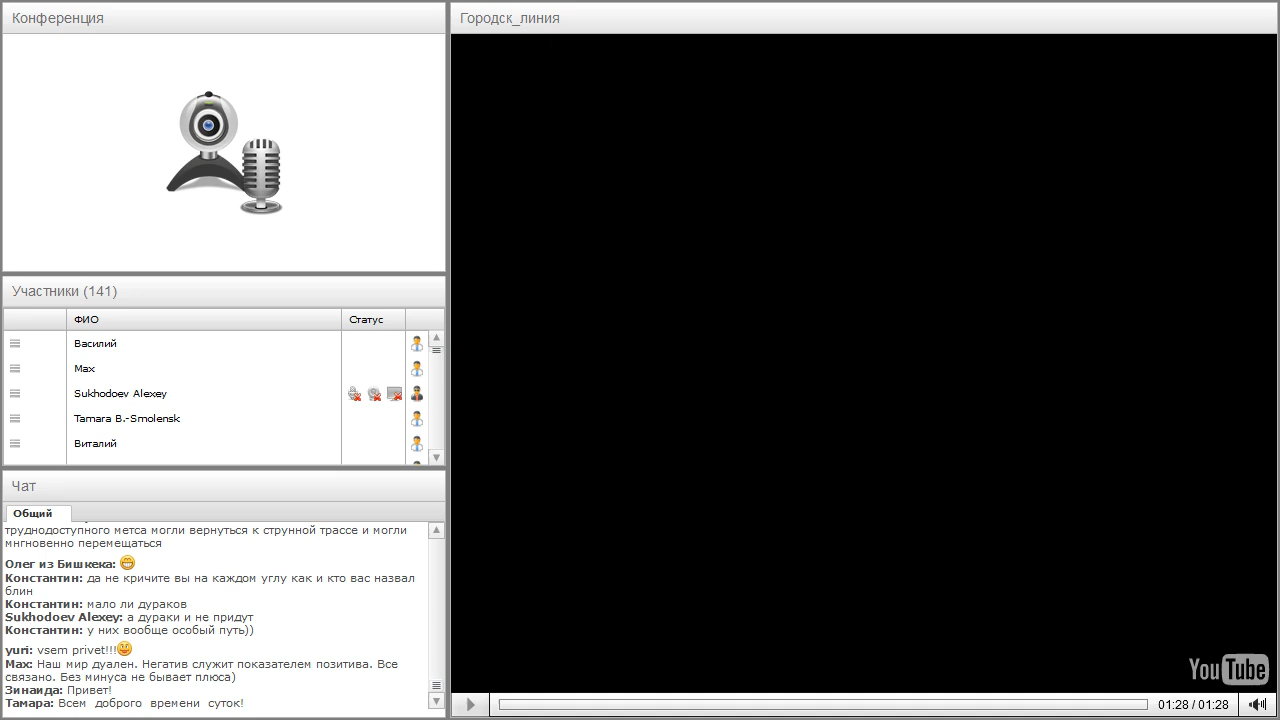 Конференция
Городск_линия
Участники (141)
ФИО
Статус
Василий
Max
Sukhodoev Alexey
Tamara B.-Smolensk
Виталий
Чат
Общий
труднодоступного метса могли вернуться к струнной трассе и могли
мнгновенно перемещаться
Олег из Бишкека:
Константин: да не кричите вы на каждом углу как и кто вас назвал
блин
Константин: мало ли дураков
Sukhodoev Alexey: а дураки и не придут
Константин: у них вообще особый путь))
yuri: vsem privet!!!
Max: Наш мир дуален. Негатив служит показателем позитива. Все
связано. Без минуса не бывает плюса)
Зинаида: Привет!
Тамара: Всем доброго времени суток!
YouTube
01:28 / 01:28